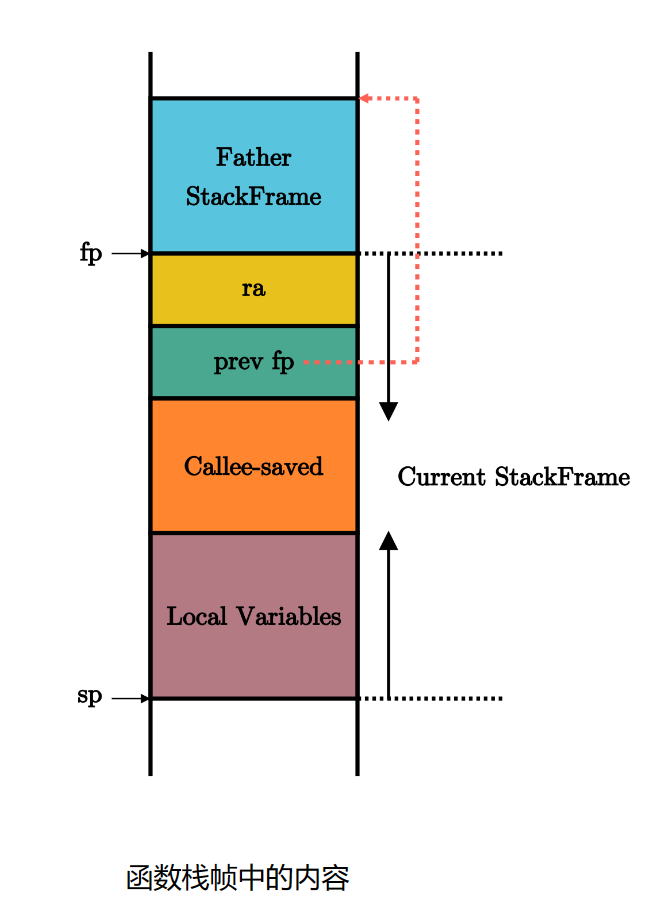 Father
StackFrame
fp
ra
prev fp
Callee-saved
Current StackFrame
Local Variables
sp
函数栈帧中的内容